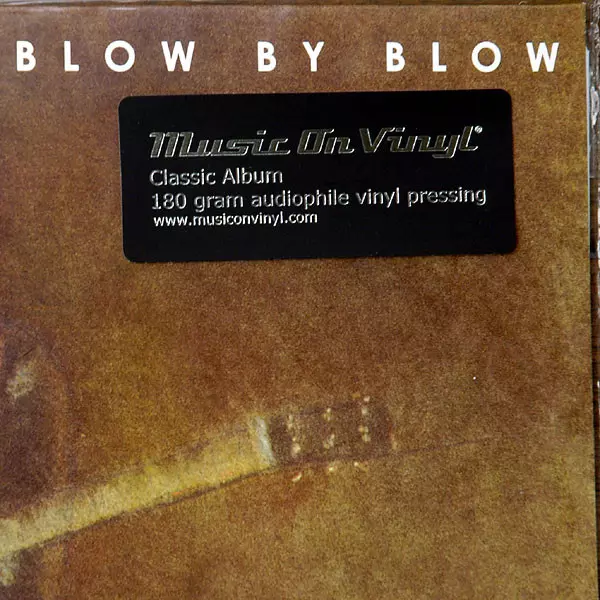 BLOW BY BLOW
Music On Vinyl®
Classic Album
180 gram audiophile vinyl pressing
www.musiconvinyl.com